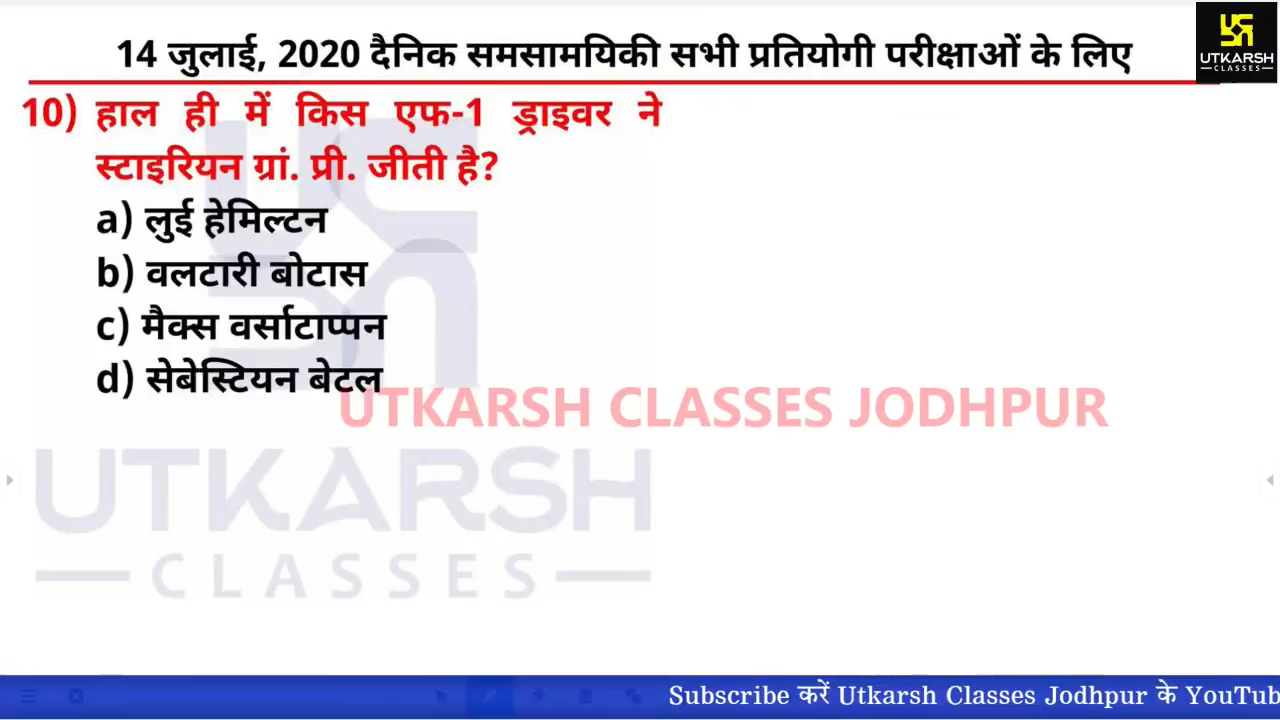 UTKARSH
CLASSES
14 जुलाई, 2020 दैनिक समसामयिकी सभी प्रतियोगी परीक्षाओं के लिए
10) हाल ही में किस एफ-1 ड्राइवर ने
स्टाइरियन ग्रां. प्री. जीती है?
a) लुई हेमिल्टन
b) वलटारी बोटास
c) मैक्स वर्साटाप्पन
d) सेबेस्टियन बेटल
UTKARSH CLASSES JODHPUR
UTKARSH
CLASSES
Subscribe करें Utkarsh Classes Jodhpur के YouTub